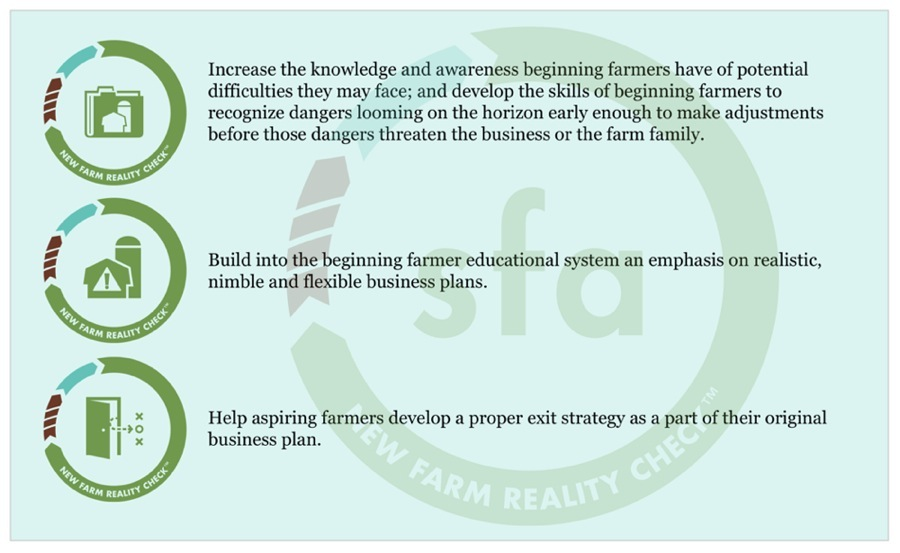 Increase the knowledge and awareness beginning farmers have of potential
difficulties they may face; and develop the skills of beginning farmers to
recognize dangers looming on the horizon early enough to make adjustments
before those dangers threaten the business or the farm family.
NEW FARM REALITY CHECK™
Build into the beginning farmer educational system an emphasis on realistic,
nimble and flexible business plans.
NEW FARM REALITY CHECK™
Help aspiring farmers develop a proper exit strategy as a part of their original
business plan.
NEW FARM REALITY CHECK™
sfa
NEW FARM REALITY CHECK™